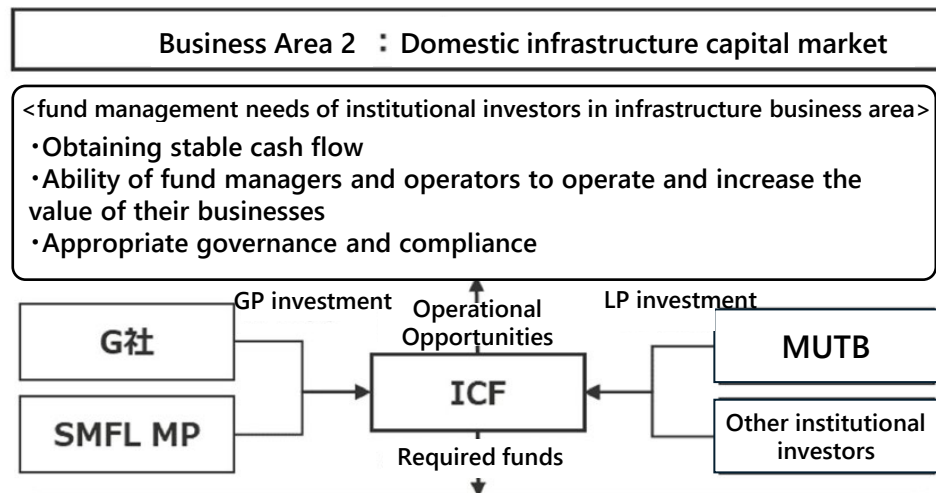 Business Area 2 ：Domestic infrastructure capital market
<fund management needs of institutional investors in infrastructure business area>
・Obtaining stable cash flow
・Ability of fund managers and operators to operate and increase the
value of their businesses
・Appropriate governance and compliance
GP investment
Operational
Opportunities
LP investment
G社
MUTB
ICF
SMFL MP
Other institutional
investors
Required funds